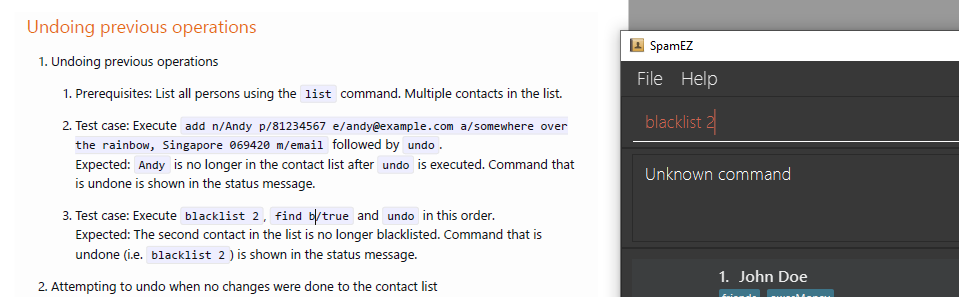 Undoing previous operations
1. Undoing previous operations
1. Prerequisites: List all persons using the list command. Multiple contacts in the list.
2. Test case: Execute add n/Andy p/81234567 e/andy@example.com a/somewhere over
the rainbow, Singapore 069420 m/email followed by undo.
Expected: Andy is no longer in the contact list after undo is executed. Command that
is undone is shown in the status message.
3. Test case: Execute blacklist 2, find b/true and undo in this order.
Expected: The second contact in the list is no longer blacklisted. Command that is
undone (i.e. blacklist 2) is shown in the status message.
2. Attempting to undo when no changes were done to the contact list
SpamEZ
File Help
blacklist 2
Unknown command
1. John Doe
friends owesMoney